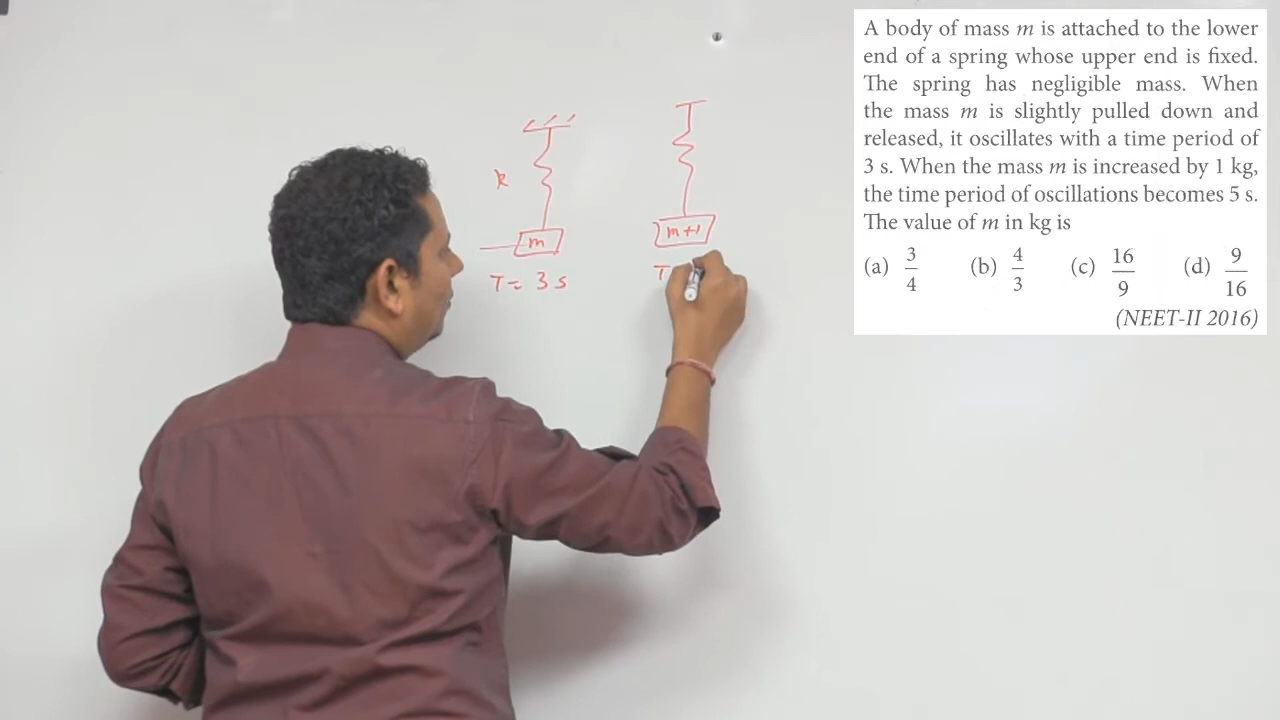 A body of mass m is attached to the lower
end of a spring whose upper end is fixed.
The spring has negligible mass. When
the mass m is slightly pulled down and
released, it oscillates with a time period of
3 s. When the mass m is increased by 1 kg,
the time period of oscillations becomes 5 s.
The value of m in kg is
(a) 3/4 (b) 4/3 (c) 16/9 (d) 9/16
(NEET-II 2016)
k
m
T = 3 s
m+1
T